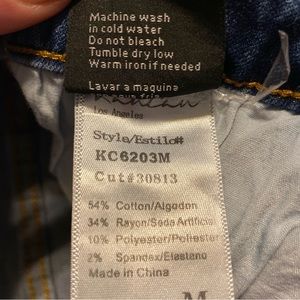 Machine wash
in cold water
Do not bleach
Tumble dry low
Warm iron if needed
Lavar a maquina
Los Angeles
Style/Estilo#
KC6203M
Cut#30813
54% Cotton/Algodon
34% Rayon/Seda Artificial
10% Polyester/Poliester
2% Spandex/Elastano
Made in China
M